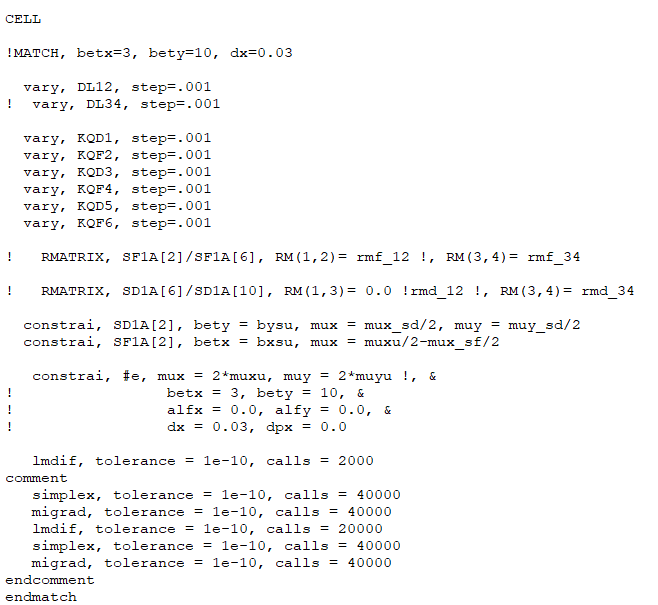 CELL
!MATCH, betx=3, bety=10, dx=0.03
vary, DL12, step=.001
! vary, DL34, step=.001
vary, KQD1, step=.001
vary, KQF2, step=.001
vary, KQD3, step=.001
vary, KQF4, step=.001
vary, KQD5, step=.001
vary, KQF6, step=.001
! RMATRIX, SF1A[2]/SF1A[6], RM(1,2)= rmf_12 !, RM(3,4)= rmf_34
! RMATRIX, SD1A[6]/SD1A[10], RM(1,3)= 0.0 !rmd_12 !, RM(3,4)= rmd_34
constrai, SD1A[2], bety = bysu, mux = mux_sd/2, muy = muy_sd/2
constrai, SF1A[2], betx = bxsu, mux = muxu/2-mux_sf/2
constrai, #e, mux = 2*muxu, muy = 2*muyu !, &
! betx = 3, bety = 10, &
! alfx = 0.0, alfy = 0.0, &
! dx = 0.03, dpx = 0.0
lmdif, tolerance = 1e-10, calls = 2000
comment
simplex, tolerance = 1e-10, calls = 40000
migrad, tolerance = 1e-10, calls = 40000
lmdif, tolerance = 1e-10, calls = 20000
simplex, tolerance = 1e-10, calls = 40000
migrad, tolerance = 1e-10, calls = 40000
endcomment
endmatch